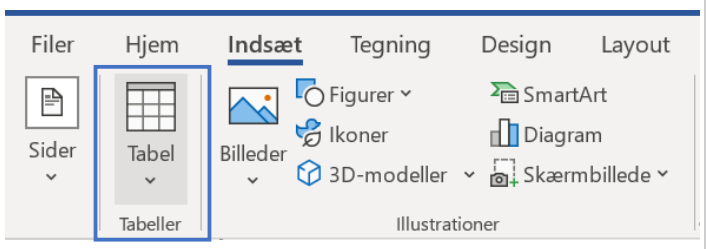 Filer Hjem Indsæt Tegning Design Layout
Sider
Tabel
Billeder
Figurer
Ikoner
3D-modeller
SmartArt
Diagram
Skærmbillede
Tabeller
Illustrationer